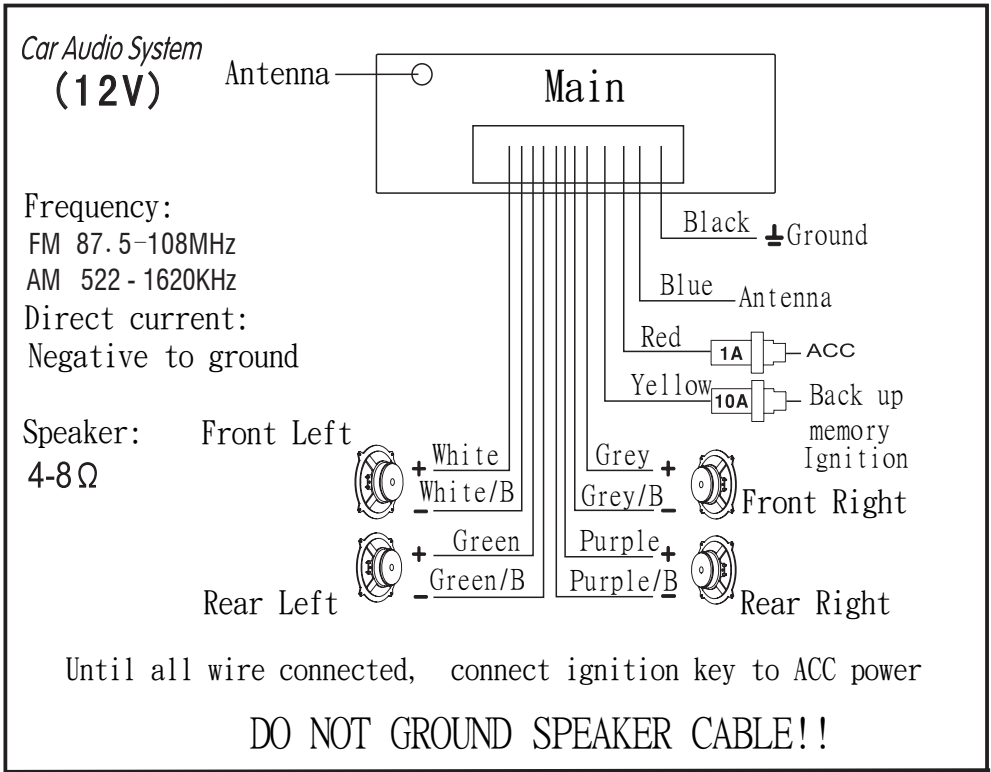 Car Audio System
(12V)
Antenna
Main
Frequency:
FM 87.5-108MHz
AM 522 - 1620KHz
Direct current:
Negative to ground
Speaker:
4-8Ω
Black
Ground
Blue
Antenna
Red
1A
ACC
Yellow
10A
Back up
memory
Ignition
Front Left
+ White
- White/B
+ Green
- Green/B
Rear Left
Grey +
Grey/B -
Front Right
Purple +
Purple/B -
Rear Right
Until all wire connected, connect ignition key to ACC power
DO NOT GROUND SPEAKER CABLE!!